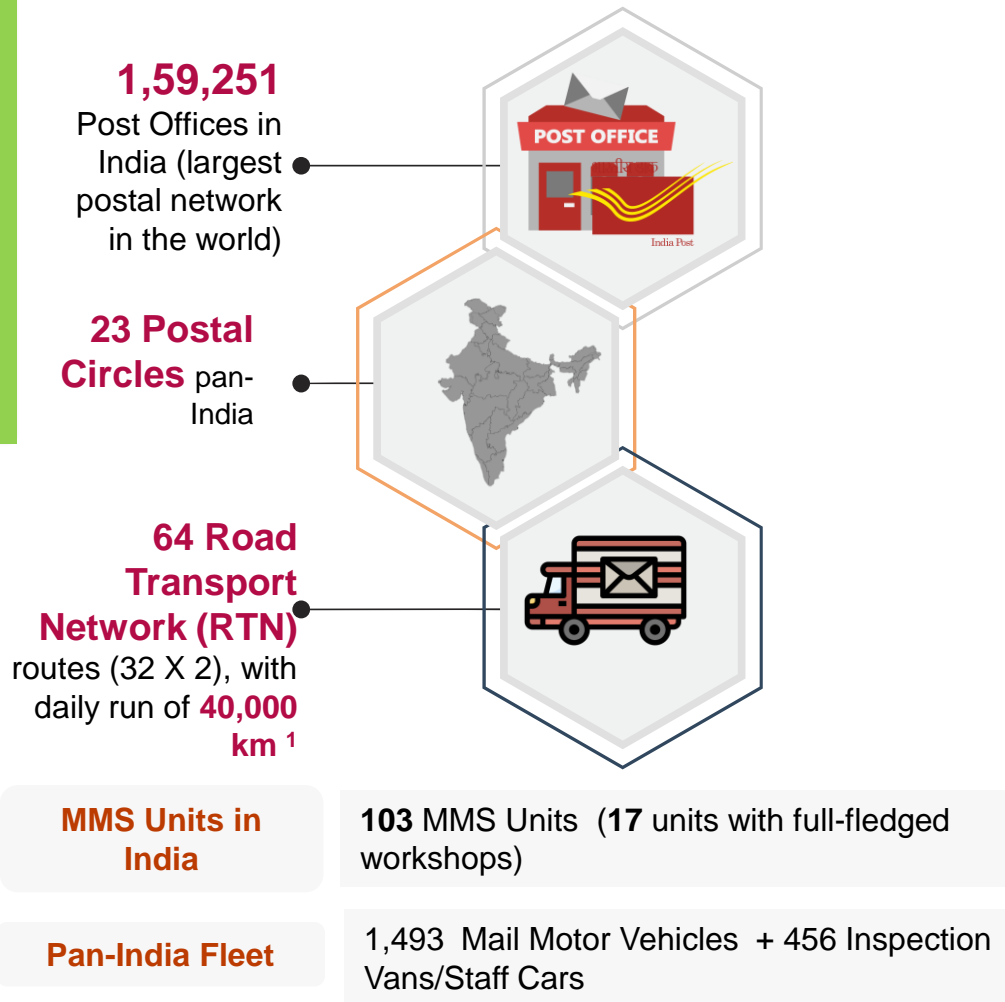 1,59,251
Post Offices in
India (largest
postal network
in the world)
POST OFFICE
India Post
23 Postal
Circles pan-
India
64 Road
Transport
Network (RTN)
routes (32 X 2), with
daily run of 40,000
km ¹
MMS Units in
India
103 MMS Units (17 units with full-fledged
workshops)
Pan-India Fleet
1,493 Mail Motor Vehicles + 456 Inspection
Vans/Staff Cars